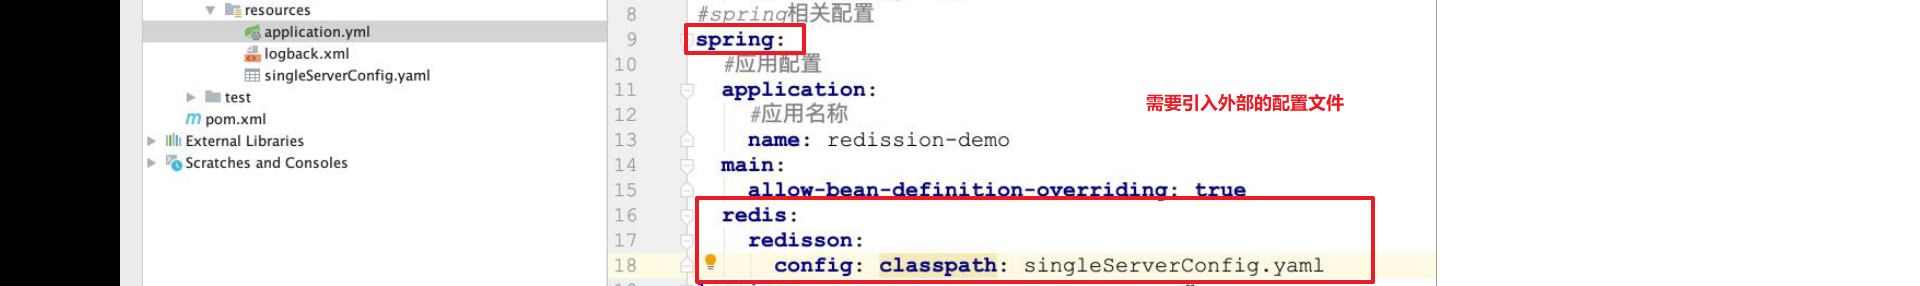 resources
application.yml
logback.xml
singleServerConfig.yaml
test
pom.xml
External Libraries
Scratches and Consoles
8 #spring相关配置
9 spring:
10 #应用配置
11 application:
12 #应用名称
13 name: redission-demo
14 main:
15 allow-bean-definition-overriding: true
16 redis:
17 redisson:
18 config: classpath: singleServerConfig.yaml
需要引入外部的配置文件